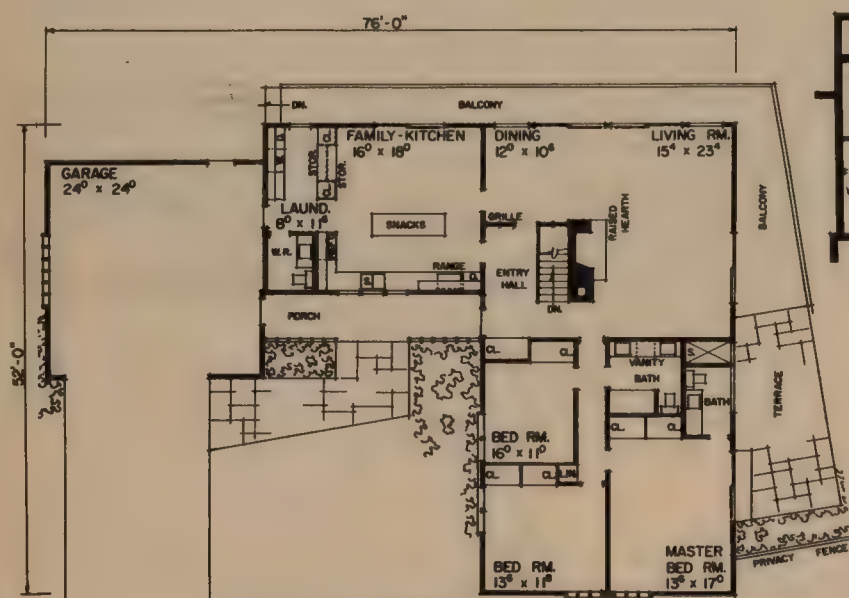 76'-0"
DN.
BALCONY
FAMILY-KITCHEN
16⁰ x 18⁰
DINING
12⁰ x 10⁶
LIVING RM.
15⁴ x 23⁴
GARAGE
24⁰ x 24⁰
CL.
STOR.
STOR.
CL.
LAUND.
8⁰ x 11⁶
SNACKS
GRILLE
RAISED
HEARTH
BALCONY
W.R.
RANGE
S.
ENTRY
HALL
DN.
PORCH
52'-0"
CL.
CL.
VANITY
BATH
S.
BATH
TERRACE
BED RM.
16⁰ x 11⁰
CL.
CL.
CL.
CL.
LIN.
BED RM.
13⁶ x 11⁸
MASTER
BED RM.
13⁶ x 17⁰
PRIVACY FENCE